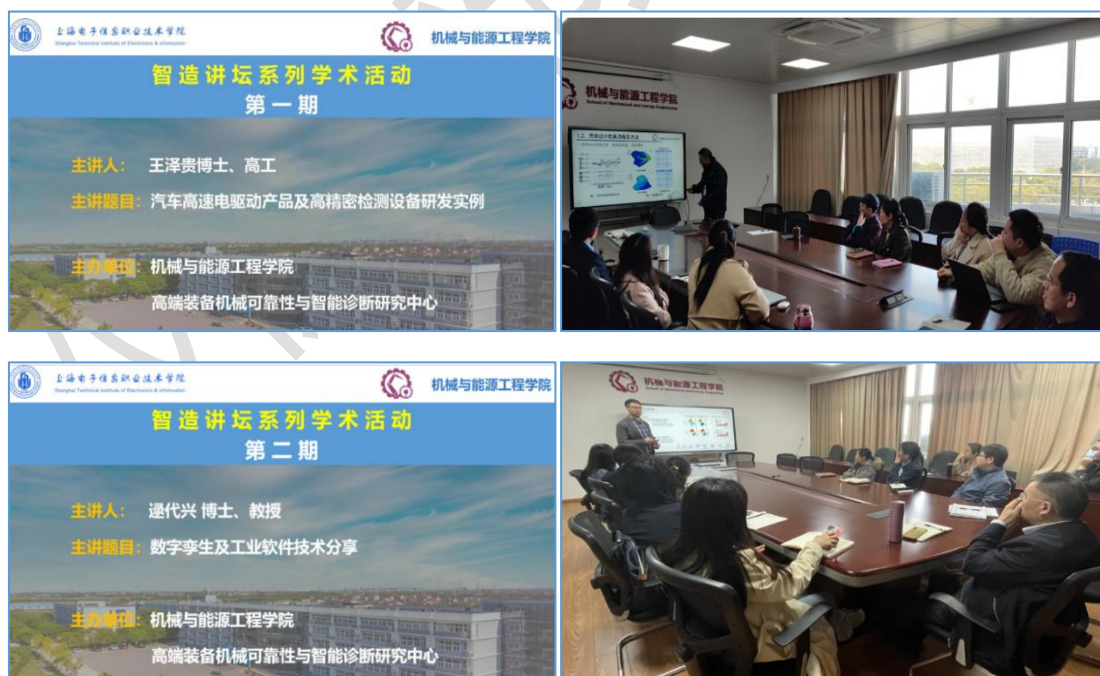 上海电子信息职业技术学院
Shanghai Technical Institute of Electronics & Information
机械与能源工程学院
智造讲坛系列学术活动
第一期
主讲人： 王泽贵博士、高工
主讲题目：汽车高速电驱动产品及高精密检测设备研发实例
主办单位：机械与能源工程学院
高端装备机械可靠性与智能诊断研究中心
机械与能源工程学院
School of Mechanical and Energy Engineering
上海电子信息职业技术学院
Shanghai Technical Institute of Electronics & Information
机械与能源工程学院
智造讲坛系列学术活动
第二期
主讲人： 逯代兴 博士、教授
主讲题目：数字孪生及工业软件技术分享
主办单位：机械与能源工程学院
高端装备机械可靠性与智能诊断研究中心
机械与能源工程学院
School of Mechanical and Energy Engineering